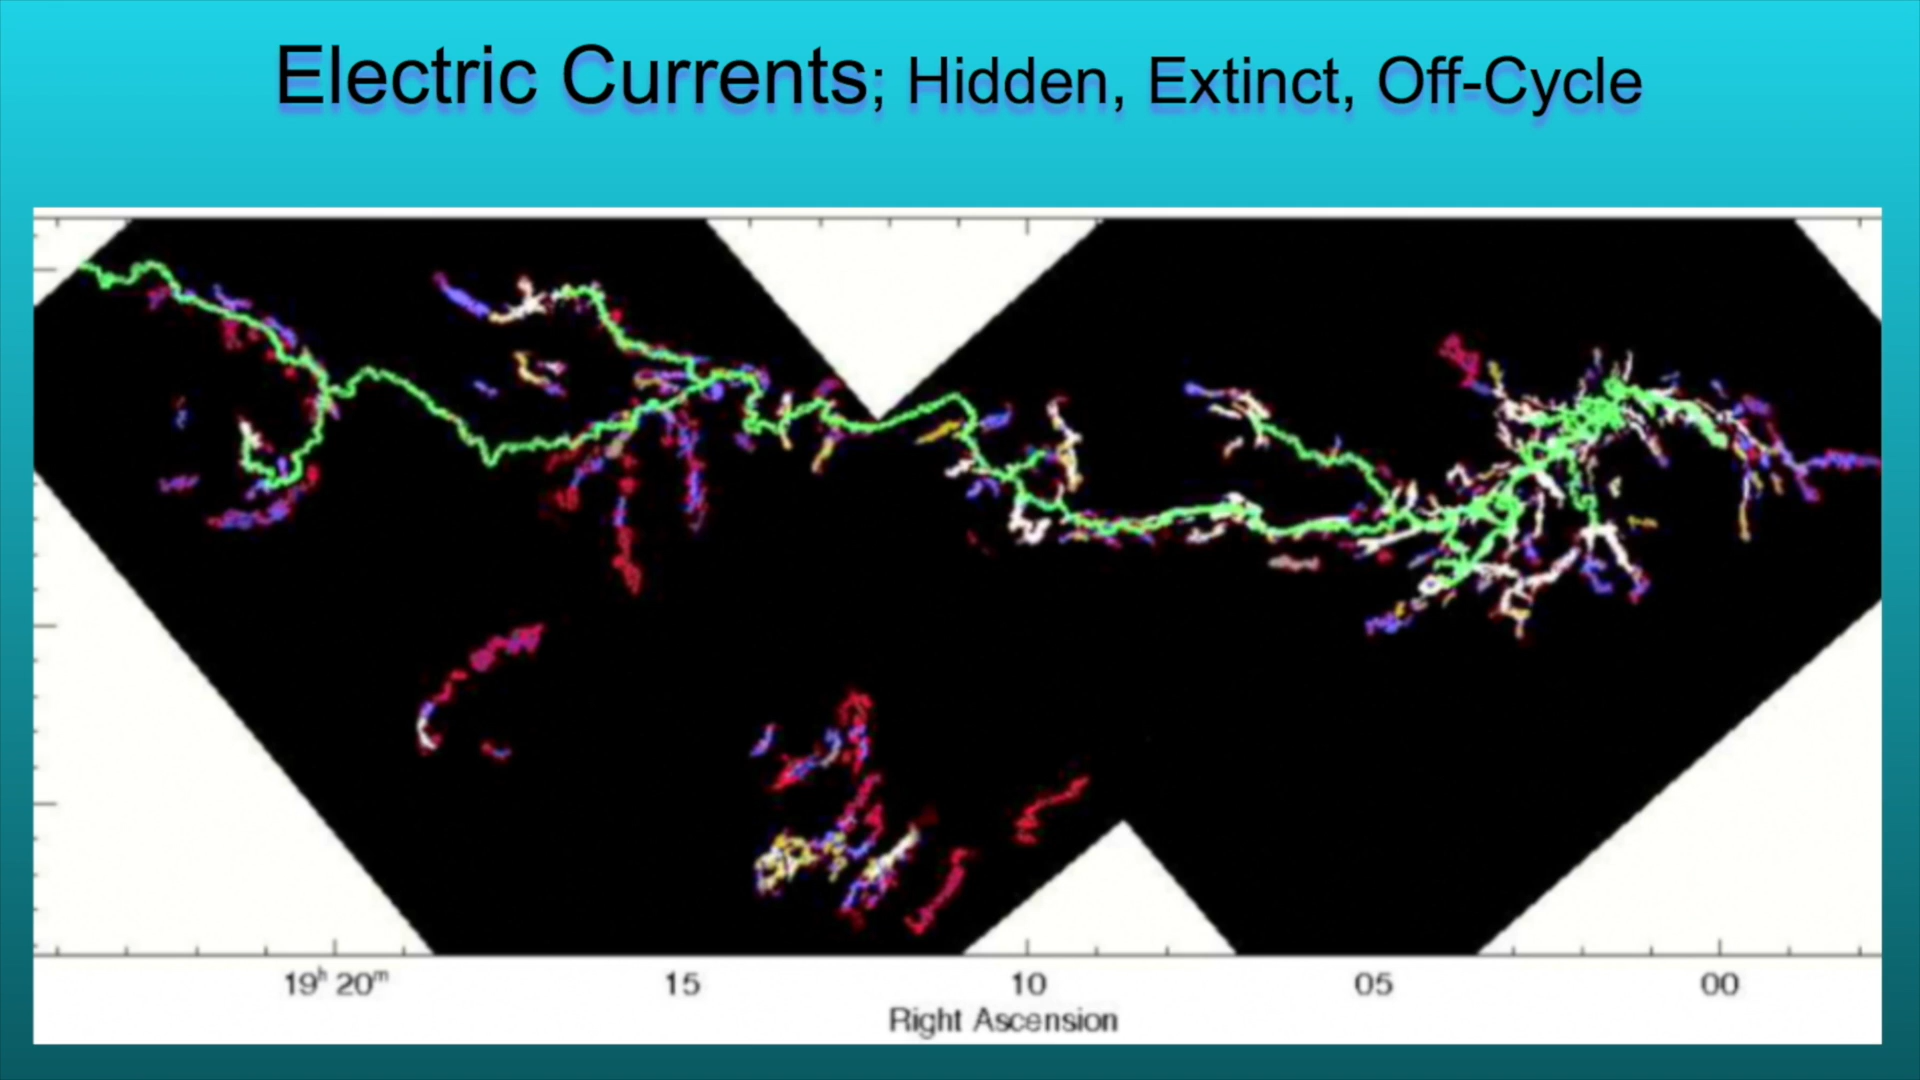 Electric Currents; Hidden, Extinct, Off-Cycle
19h 20m 15 10 05 00
Right Ascension